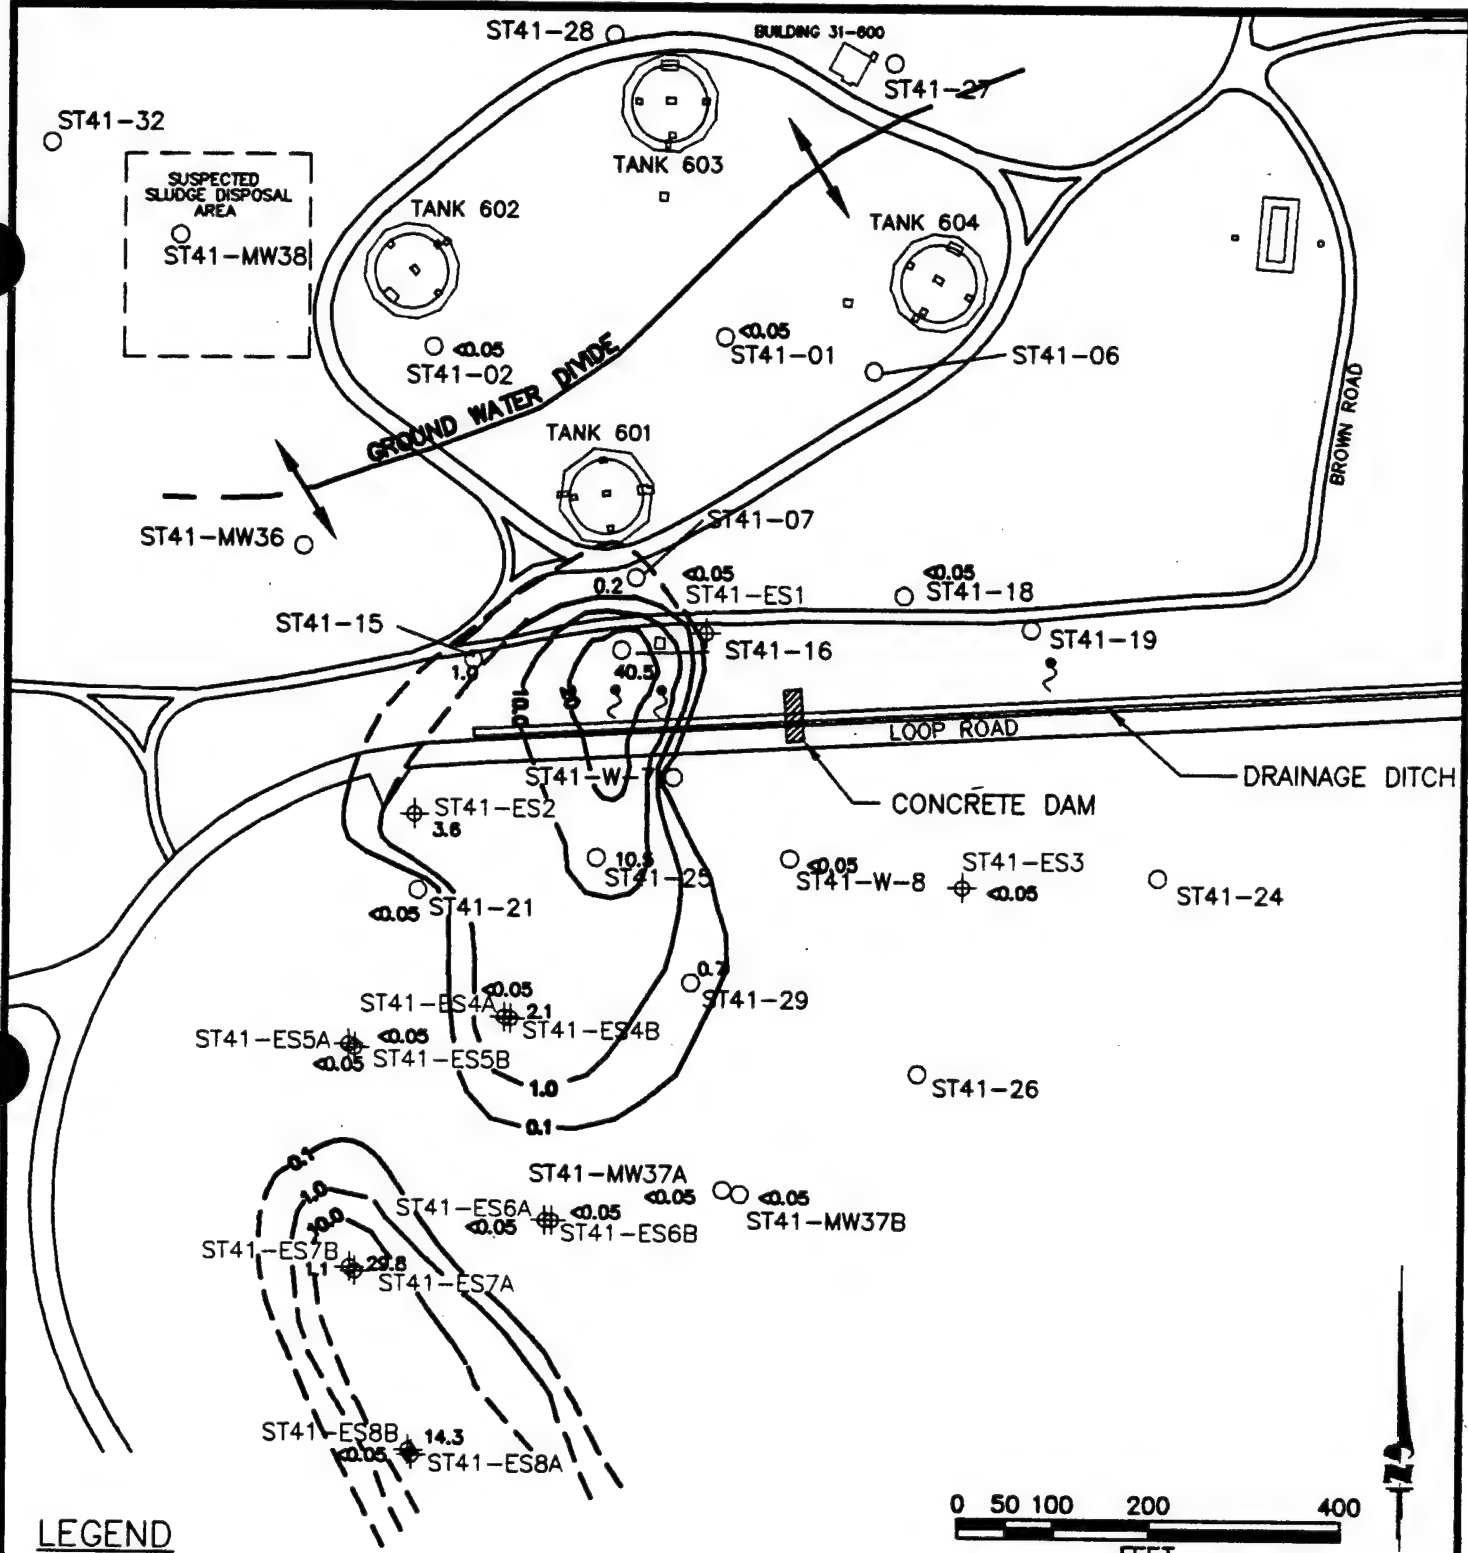 ST41-28
BUILDING 31-600
ST41-27
ST41-32
SUSPECTED
SLUDGE DISPOSAL
AREA
ST41-MW38
TANK 603
TANK 602
TANK 604
<0.05
ST41-02
<0.05
ST41-01
ST41-06
GROUND WATER DIVIDE
TANK 601
BROWN ROAD
ST41-MW36
ST41-07
0.2
<0.05
ST41-ES1
<0.05
ST41-18
ST41-15
1.0
ST41-16
40.5
ST41-19
10.0
20
LOOP ROAD
ST41-W-7
DRAINAGE DITCH
CONCRETE DAM
ST41-ES2
3.6
10.5
ST41-25
<0.05
ST41-W-8
ST41-ES3
<0.05
ST41-24
ST41-21
<0.05
0.7
ST41-29
<0.05
ST41-ES4A
2.1
ST41-ES4B
ST41-ES5A
<0.05
ST41-ES5B
<0.05
ST41-26
1.0
0.1
0.1
1.0
10.0
ST41-MW37A
<0.05
<0.05
ST41-MW37B
ST41-ES6A
<0.05
<0.05
ST41-ES6B
ST41-ES7B
1.1
29.8
ST41-ES7A
ST41-ES8B
14.3
<0.05
ST41-ES8A
LEGEND
0 50 100 200 400
FEET
N